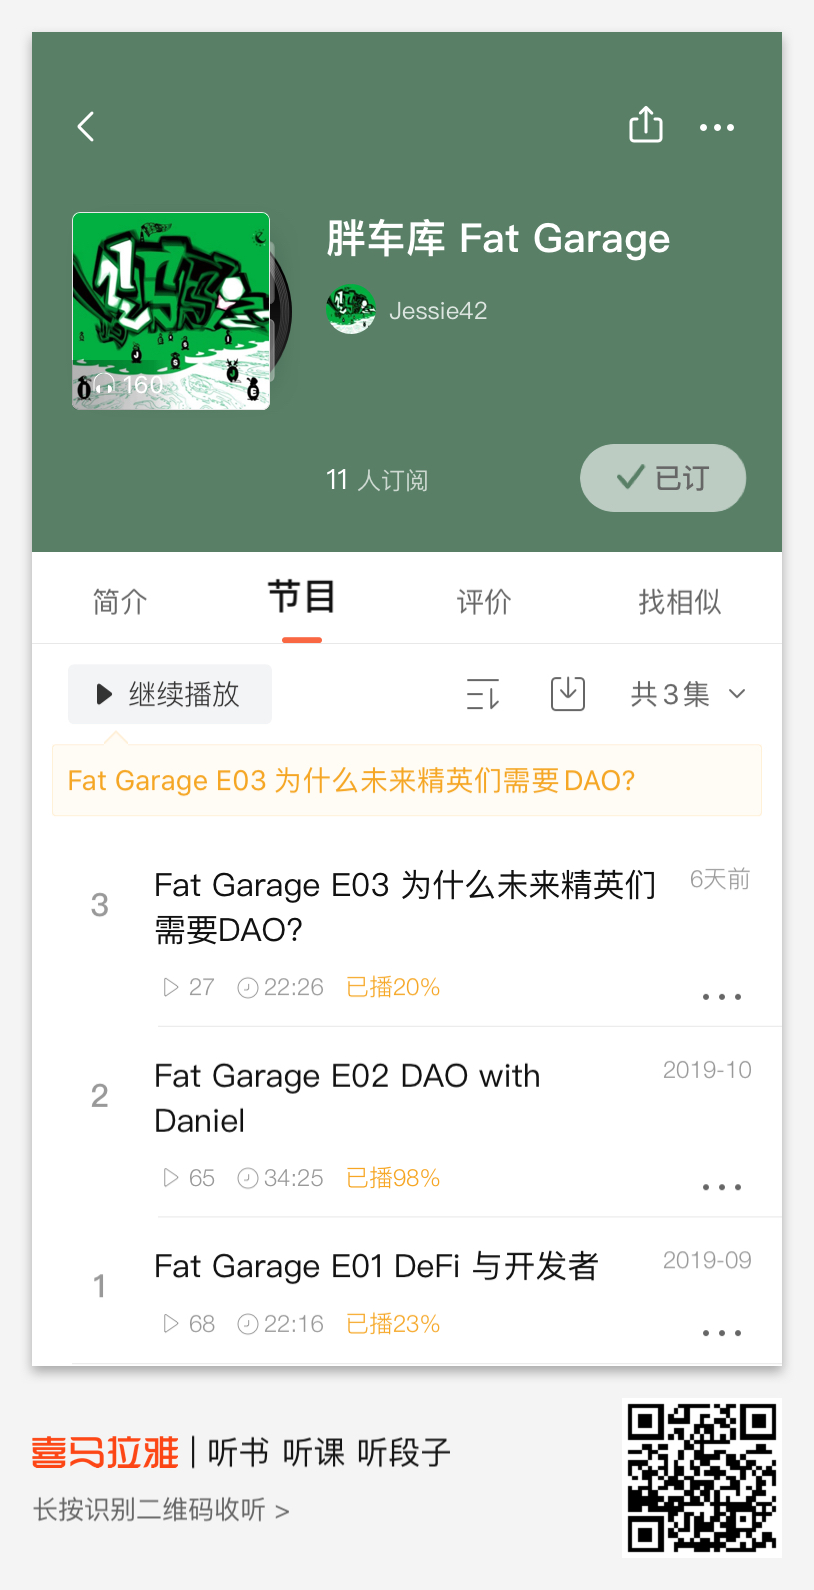 胖车库 Fat Garage
Jessie42
160
11 人订阅
已订
简介 节目 评价 找相似
继续播放 共3集
Fat Garage E03 为什么未来精英们需要DAO?
3 Fat Garage E03 为什么未来精英们 6天前
需要DAO?
27 22:26 已播20%
2 Fat Garage E02 DAO with 2019-10
Daniel
65 34:25 已播98%
1 Fat Garage E01 DeFi 与开发者 2019-09
68 22:16 已播23%
喜马拉雅 | 听书 听课 听段子
长按识别二维码收听 >